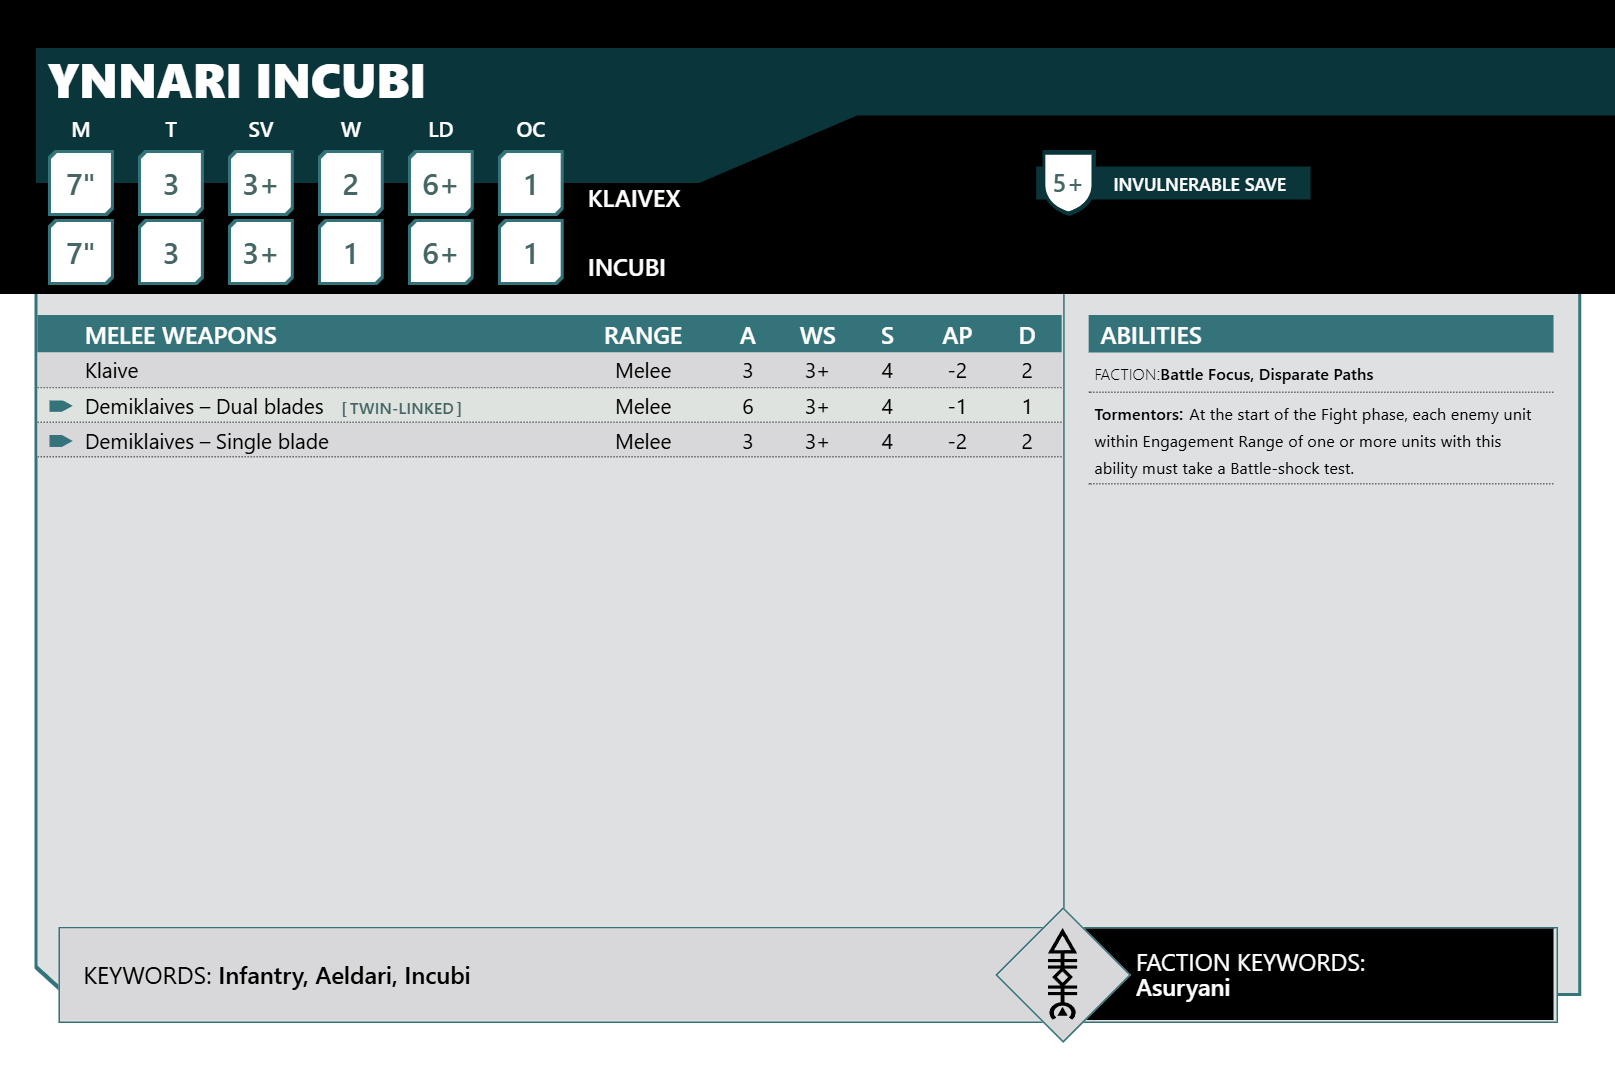 YNNARI INCUBI
M T SV W LD OC
7" 3 3+ 2 6+ 1 KLAIVEX
5+ INVULNERABLE SAVE
7" 3 3+ 1 6+ 1 INCUBI
MELEE WEAPONS RANGE A WS S AP D
Klaive Melee 3 3+ 4 -2 2
Demiklaives – Dual blades [TWIN-LINKED] Melee 6 3+ 4 -1 1
Demiklaives – Single blade Melee 3 3+ 4 -2 2
ABILITIES
FACTION:Battle Focus, Disparate Paths
Tormentors: At the start of the Fight phase, each enemy unit
within Engagement Range of one or more units with this
ability must take a Battle-shock test.
KEYWORDS: Infantry, Aeldari, Incubi
FACTION KEYWORDS:
Asuryani